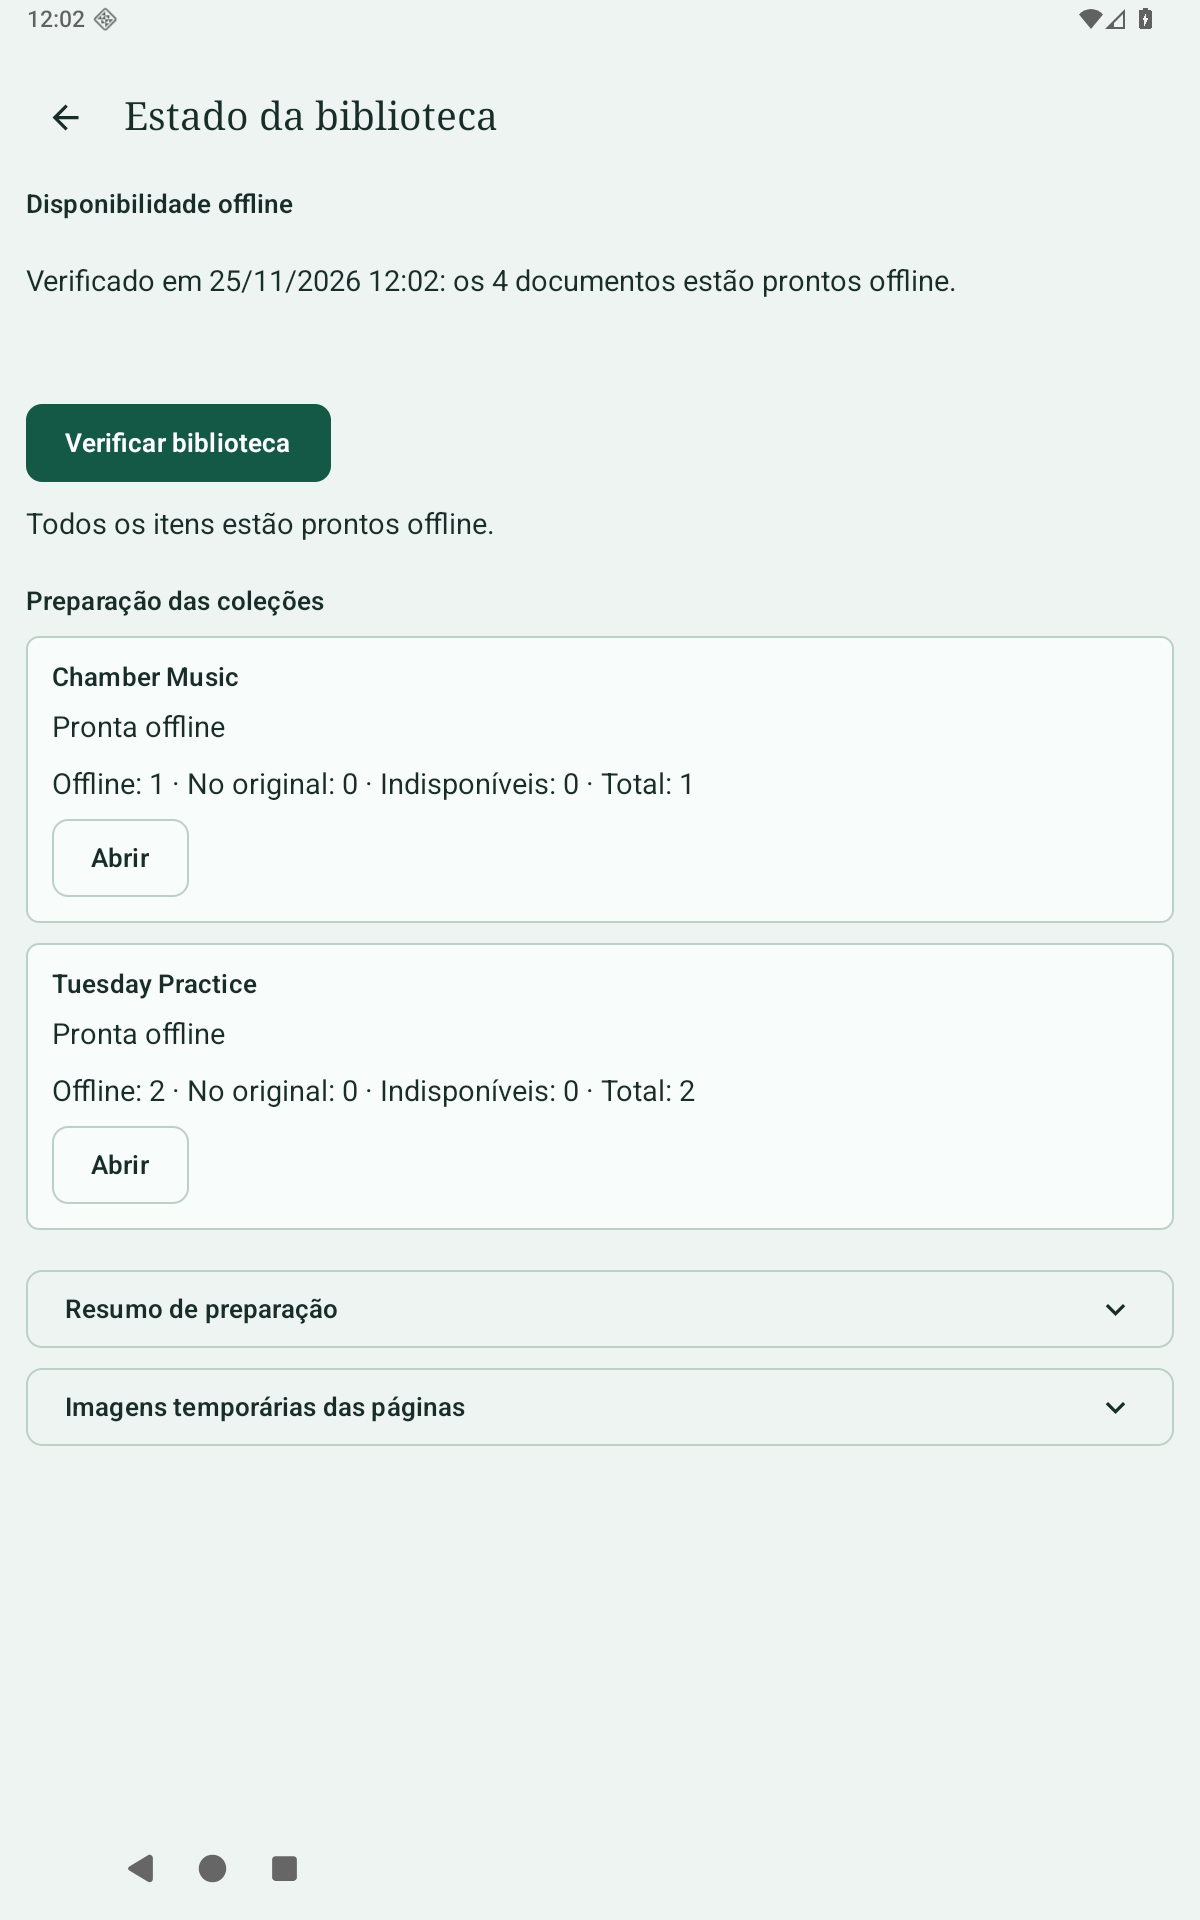 12:02
Estado da biblioteca
Disponibilidade offline
Verificado em 25/11/2026 12:02: os 4 documentos estão prontos offline.
Verificar biblioteca
Todos os itens estão prontos offline.
Preparação das coleções
Chamber Music
Pronta offline
Offline: 1 · No original: 0 · Indisponíveis: 0 · Total: 1
Abrir
Tuesday Practice
Pronta offline
Offline: 2 · No original: 0 · Indisponíveis: 0 · Total: 2
Abrir
Resumo de preparação
Imagens temporárias das páginas